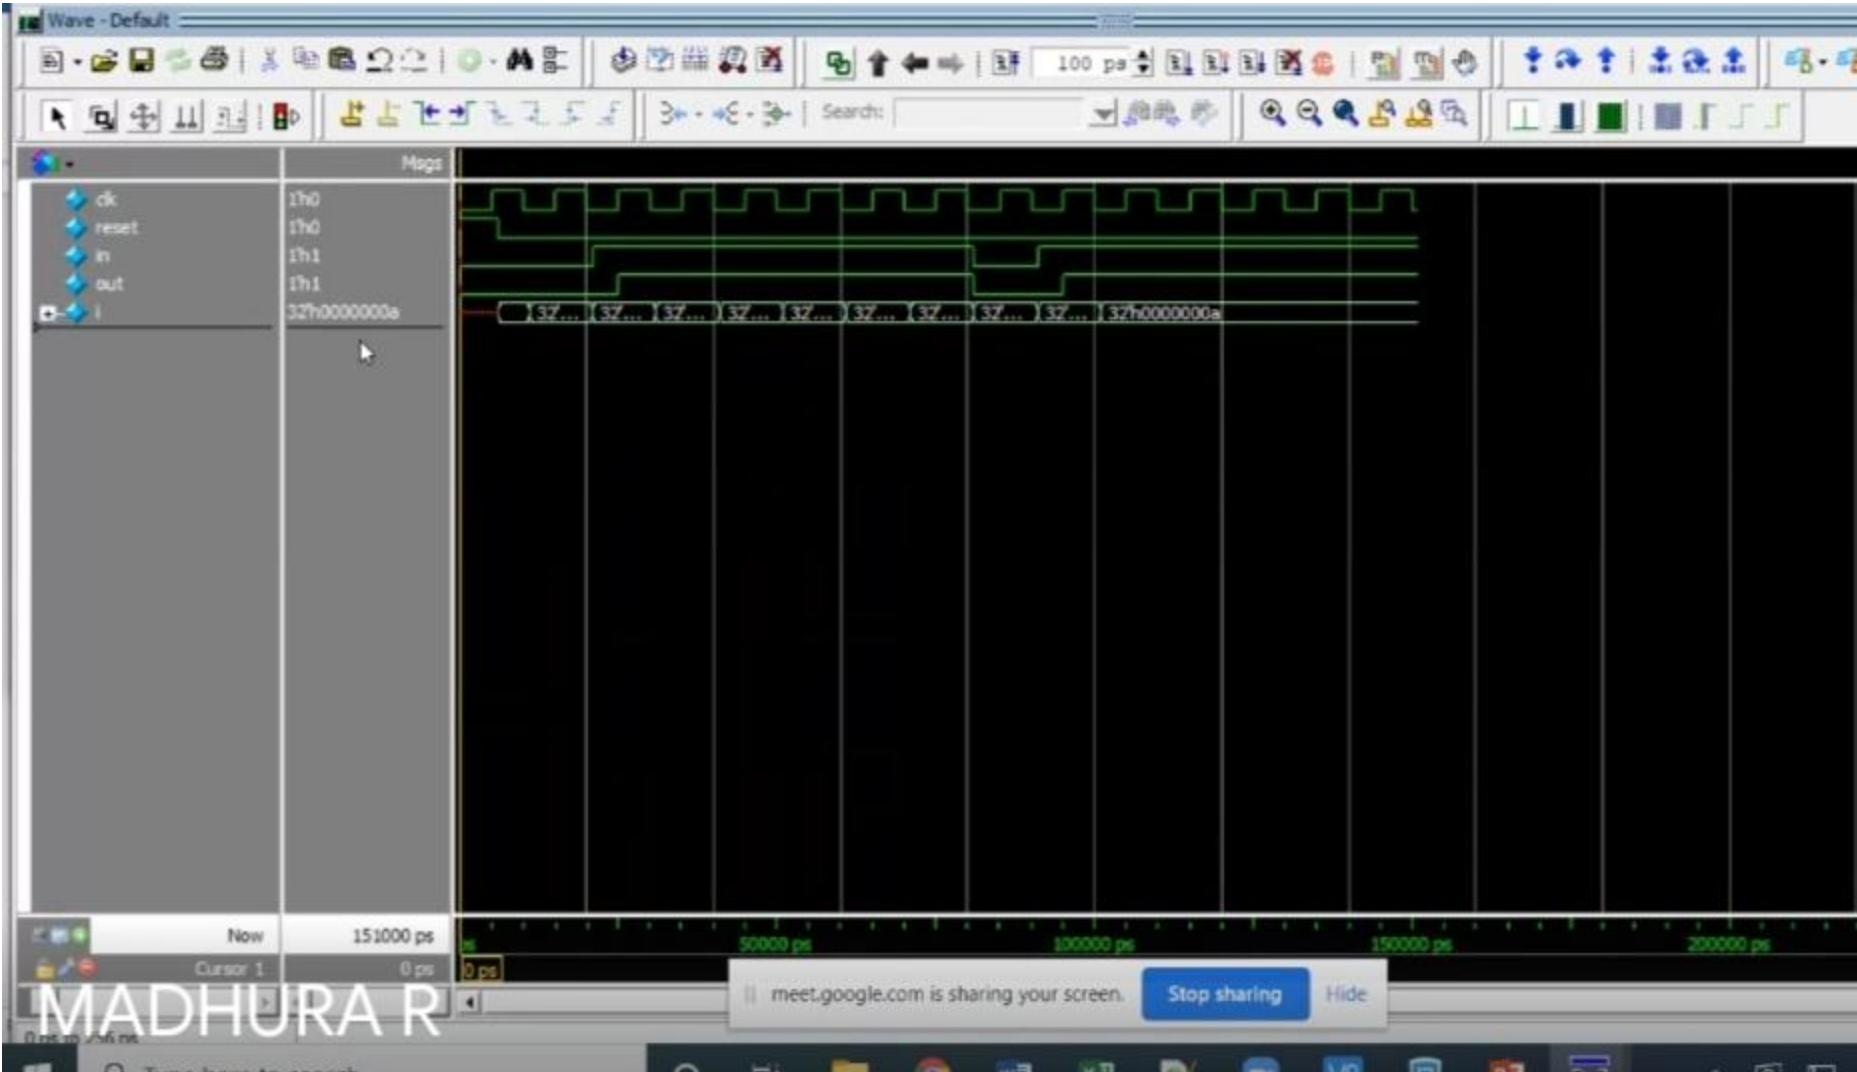 Wave - Default
100 ps
Search:
Msgs
clk 1'h0
reset 1'h0
in 1'h1
out 1'h1
i 32'h0000000a
32'... 32'... 32'... 32'... 32'... 32'... 32'... 32'... 32'... 32'h0000000a
Now 151000 ps
50000 ps 100000 ps 150000 ps 200000 ps
Cursor 1 0 ps 0 ps
meet.google.com is sharing your screen. Stop sharing Hide
MADHURA R